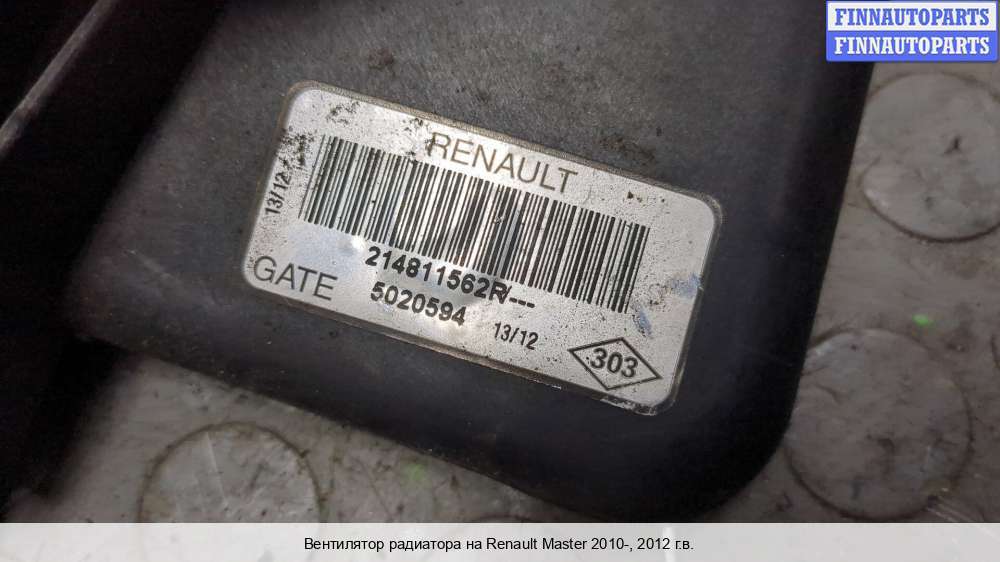 FINNAUTOPARTS
FINNAUTOPARTS
RENAULT
13/12
214811562R/---
GATE 5020594 13/12
303
Вентилятор радиатора на Renault Master 2010-, 2012 г.в.